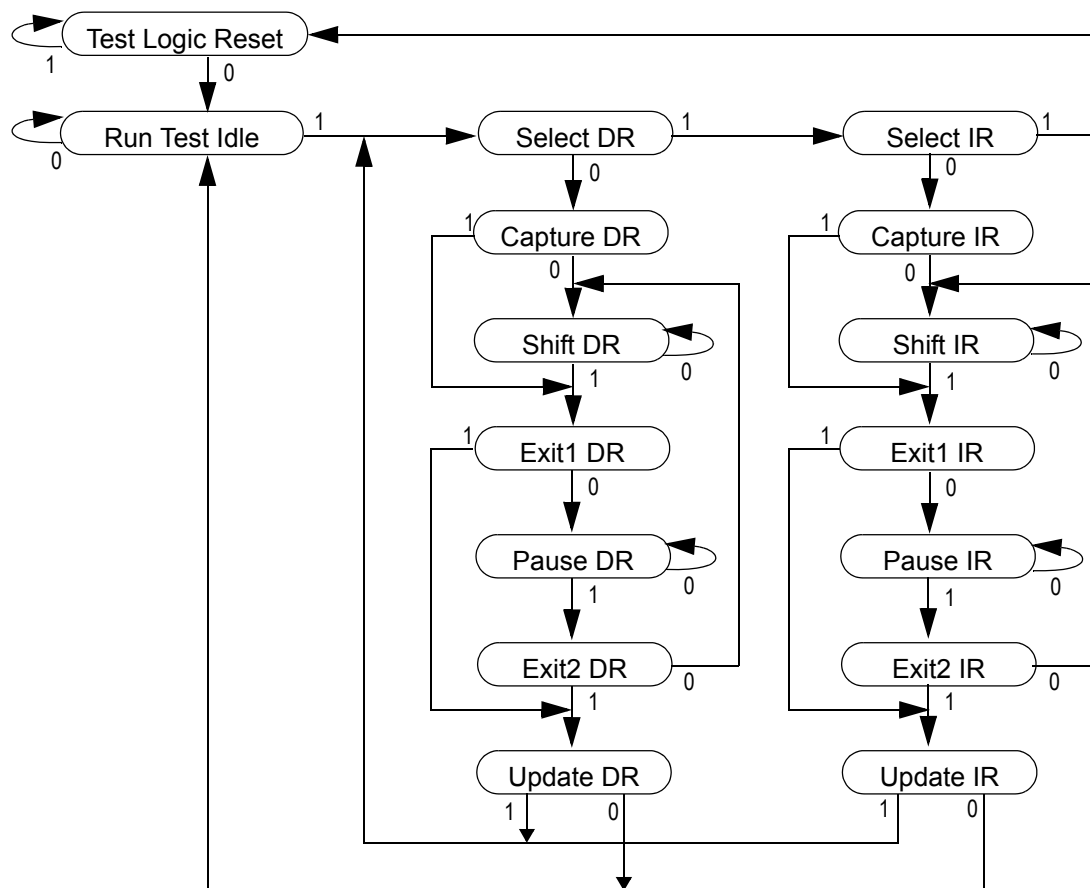 Test Logic Reset
1
0
Run Test Idle
1
Select DR
1
Select IR
1
0
0
0
1
Capture DR
1
Capture IR
0
0
Shift DR
Shift IR
0
0
1
1
1
Exit1 DR
1
Exit1 IR
0
0
Pause DR
Pause IR
0
0
1
1
Exit2 DR
Exit2 IR
0
0
1
1
Update DR
Update IR
1
0
1
0